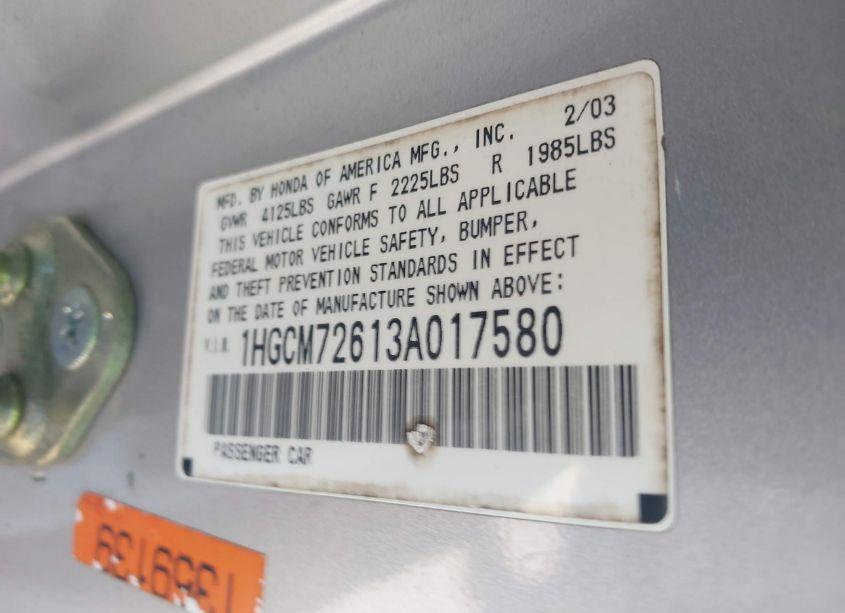 MFD. BY HONDA OF AMERICA MFG., INC. 2/03
GVWR 4125LBS GAWR F 2225LBS R 1985LBS
THIS VEHICLE CONFORMS TO ALL APPLICABLE
FEDERAL MOTOR VEHICLE SAFETY, BUMPER,
AND THEFT PREVENTION STANDARDS IN EFFECT
ON THE DATE OF MANUFACTURE SHOWN ABOVE:
V.I.N. 1HGCM72613A017580
PASSENGER CAR